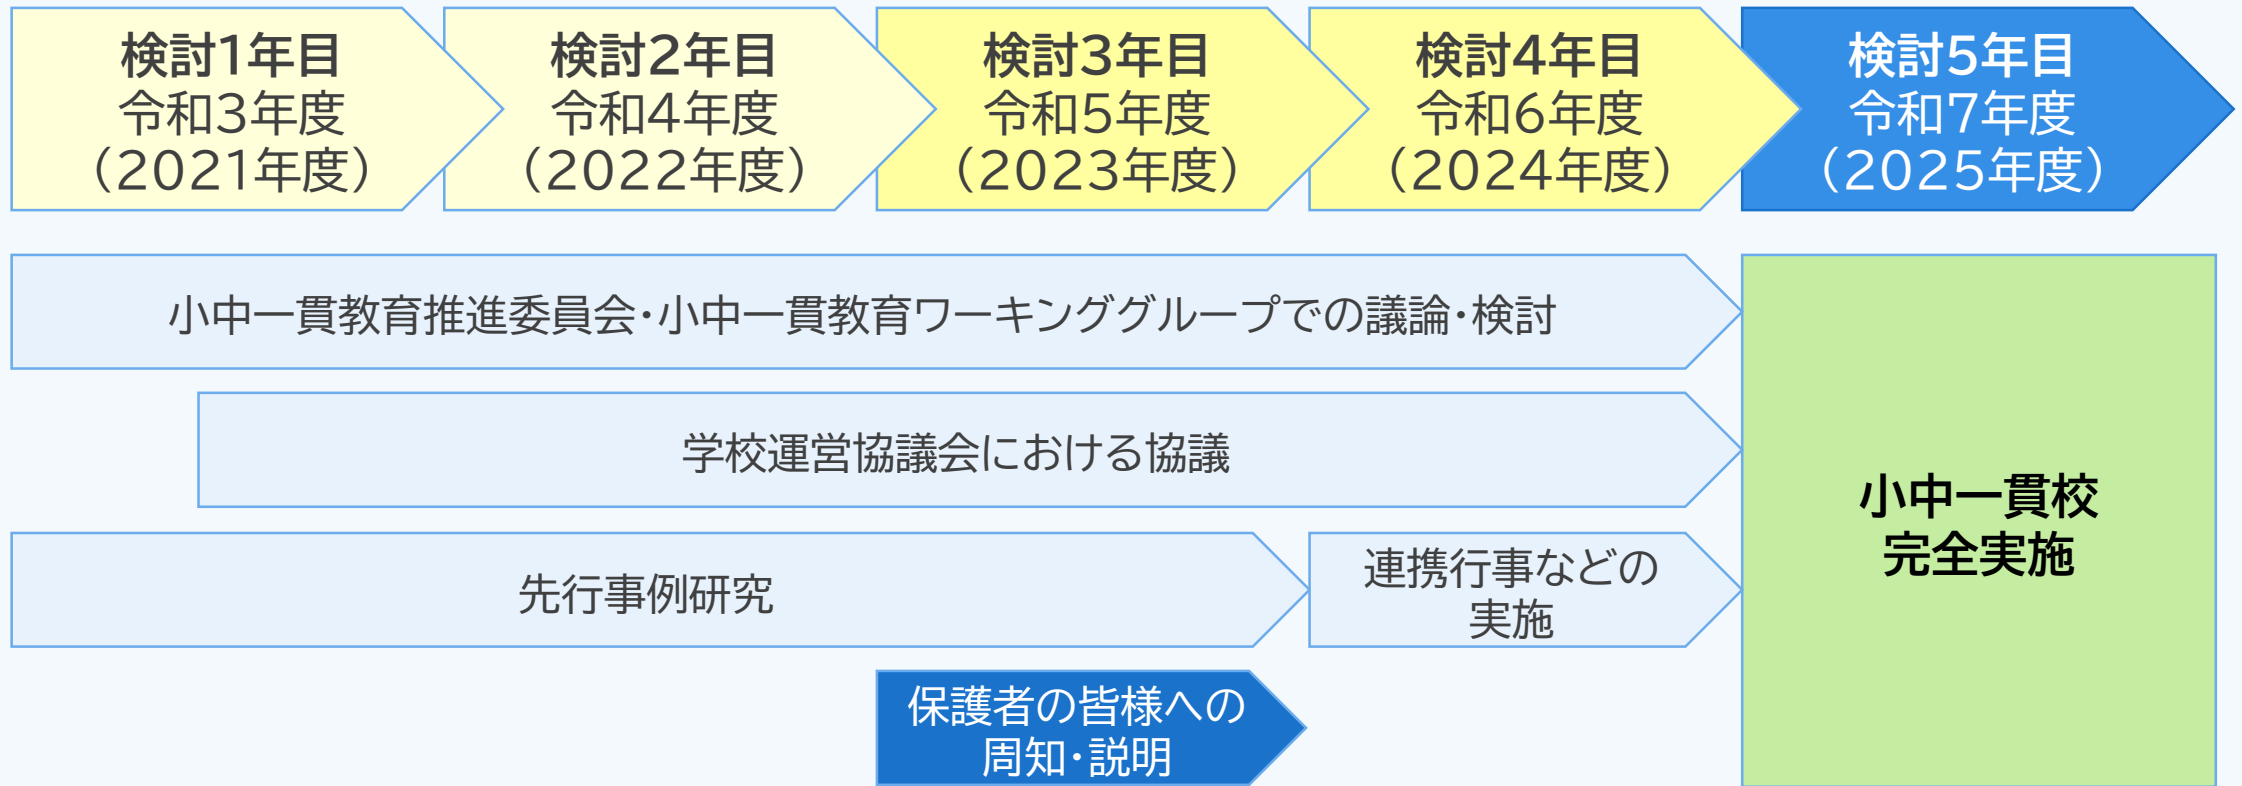 検討1年目
令和3年度
（2021年度）
検討2年目
令和4年度
（2022年度）
検討3年目
令和5年度
（2023年度）
検討4年目
令和6年度
（2024年度）
検討5年目
令和7年度
（2025年度）
小中一貫教育推進委員会・小中一貫教育ワーキンググループでの議論・検討
学校運営協議会における協議
先行事例研究
連携行事などの
実施
保護者の皆様への
周知・説明
小中一貫校
完全実施